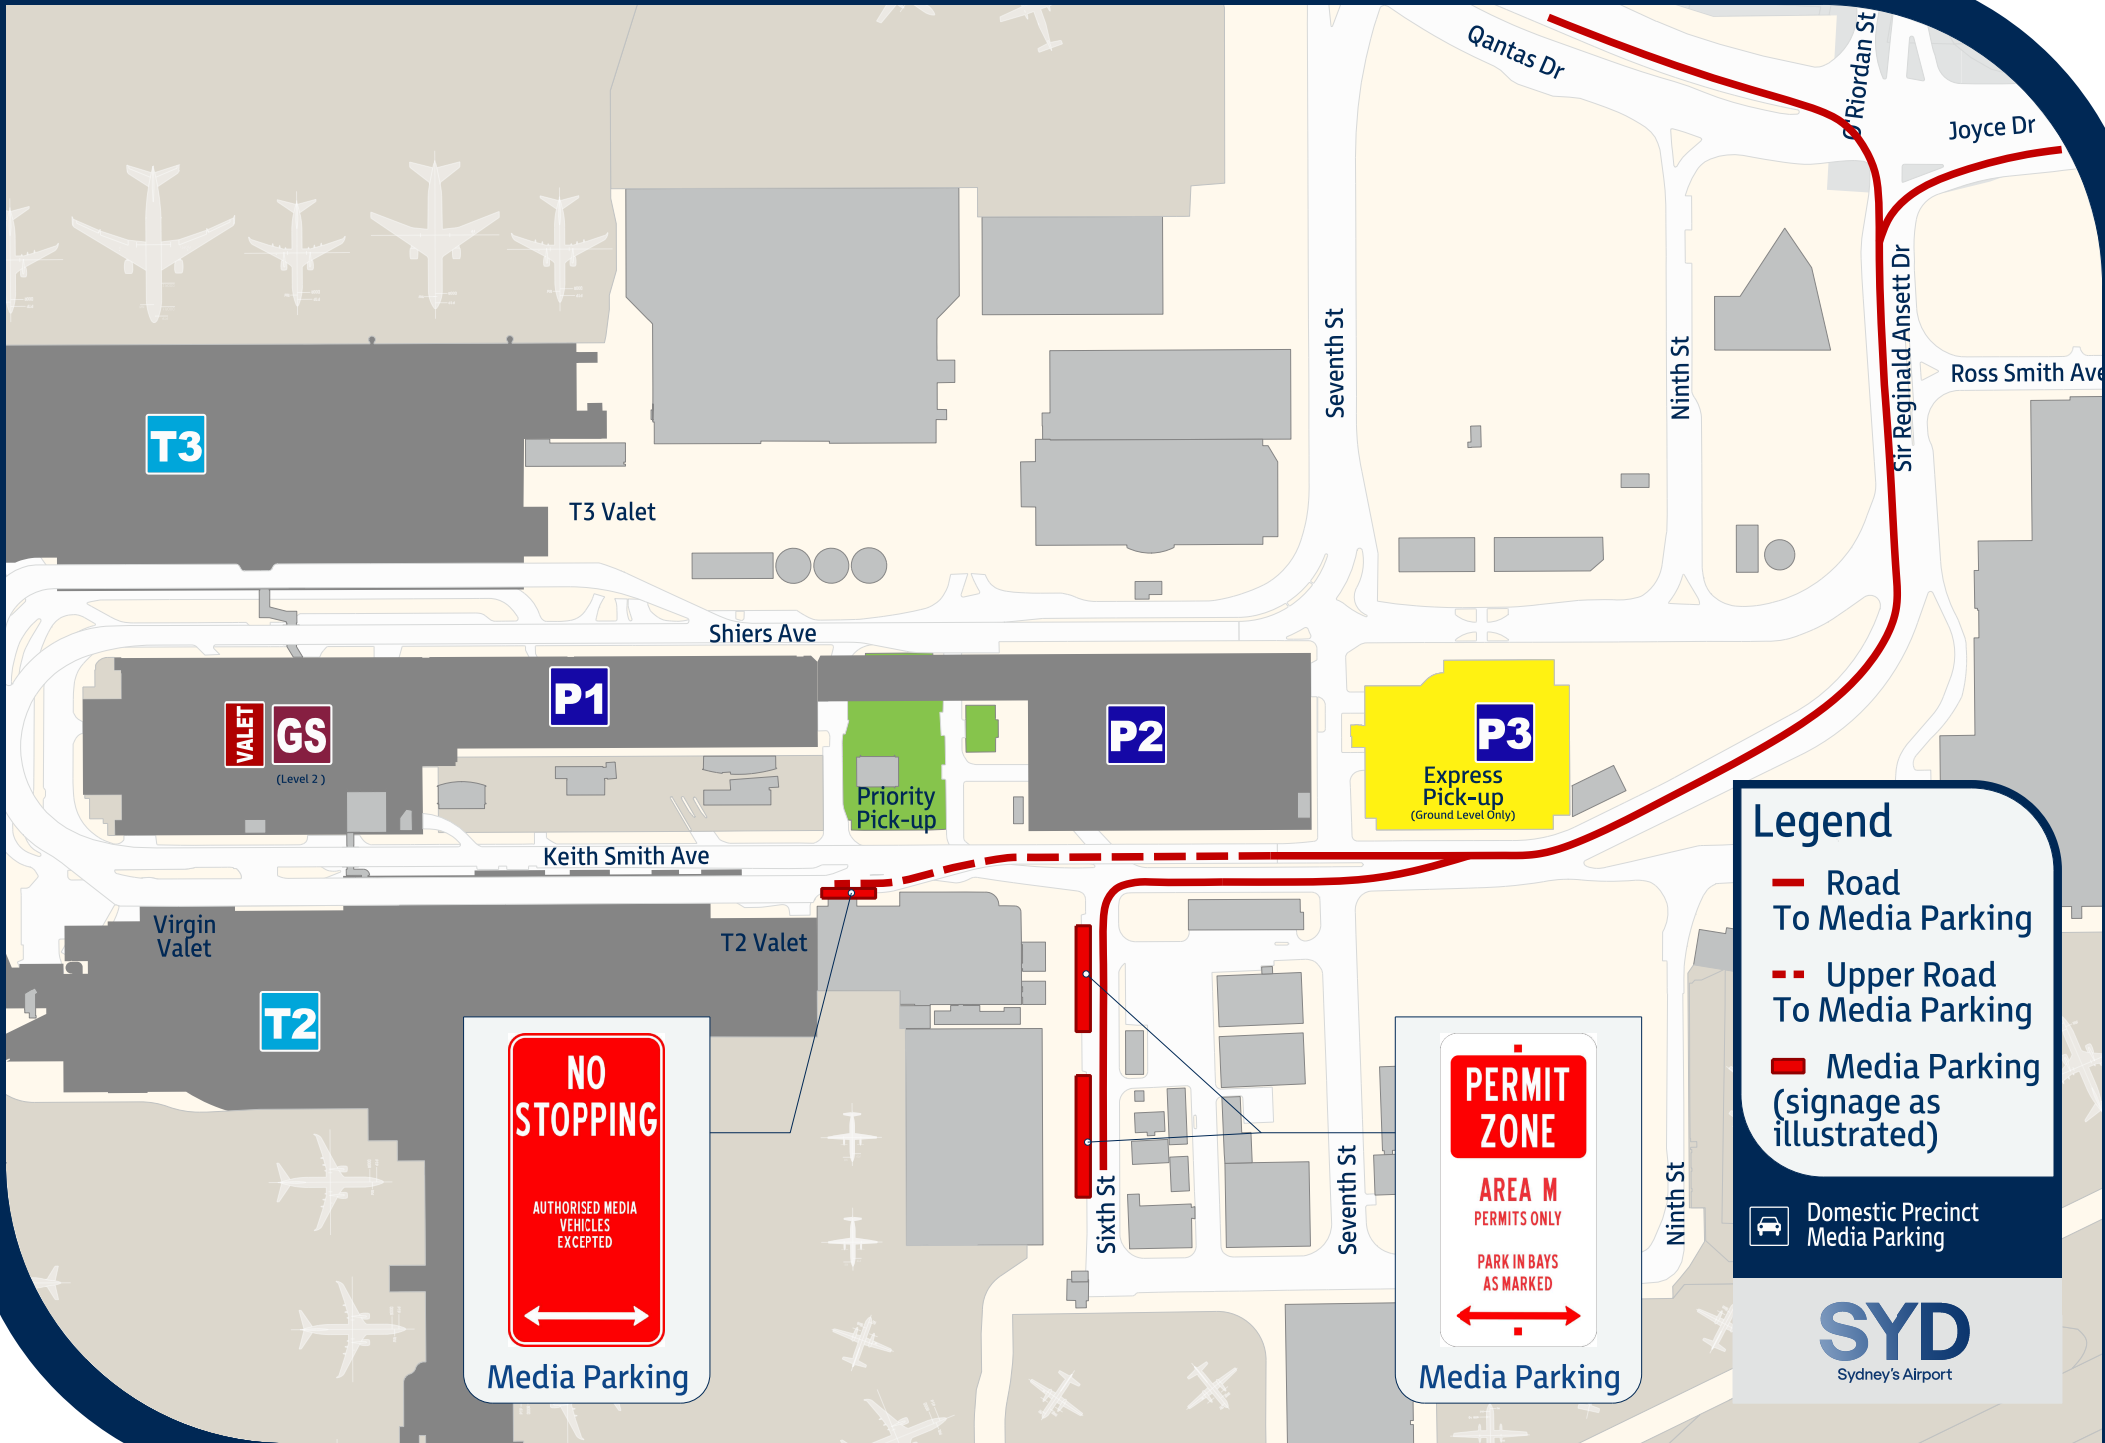 Qantas Dr
O'Riordan St
Joyce Dr
Seventh St
Ninth St
Sir Reginald Ansett Dr
Ross Smith Ave
T3
T3 Valet
Shiers Ave
P1
VALET
GS
(Level 2)
P2
P3
Express
Pick-up
(Ground Level Only)
Priority
Pick-up
Keith Smith Ave
Virgin
Valet
T2 Valet
T2
NO
STOPPING
AUTHORISED MEDIA
VEHICLES
EXCEPTED
Media Parking
Sixth St
Seventh St
PERMIT
ZONE
AREA M
PERMITS ONLY
PARK IN BAYS
AS MARKED
Media Parking
Ninth St
Legend
Road
To Media Parking
Upper Road
To Media Parking
Media Parking
(signage as
illustrated)
Domestic Precinct
Media Parking
SYD
Sydney's Airport